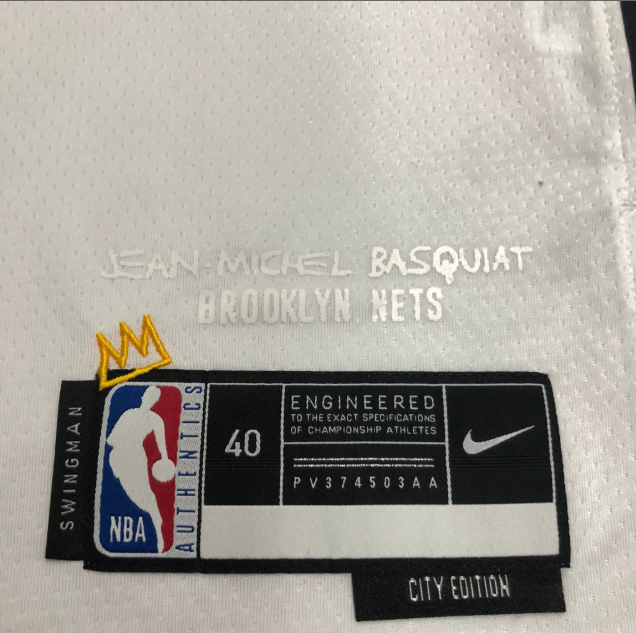 JEAN-MICHEL BASQUIAT
BROOKLYN NETS
SWINGMAN
NBA
AUTHENTICS
40
ENGINEERED
TO THE EXACT SPECIFICATIONS
OF CHAMPIONSHIP ATHLETES
PV374503AA
CITY EDITION